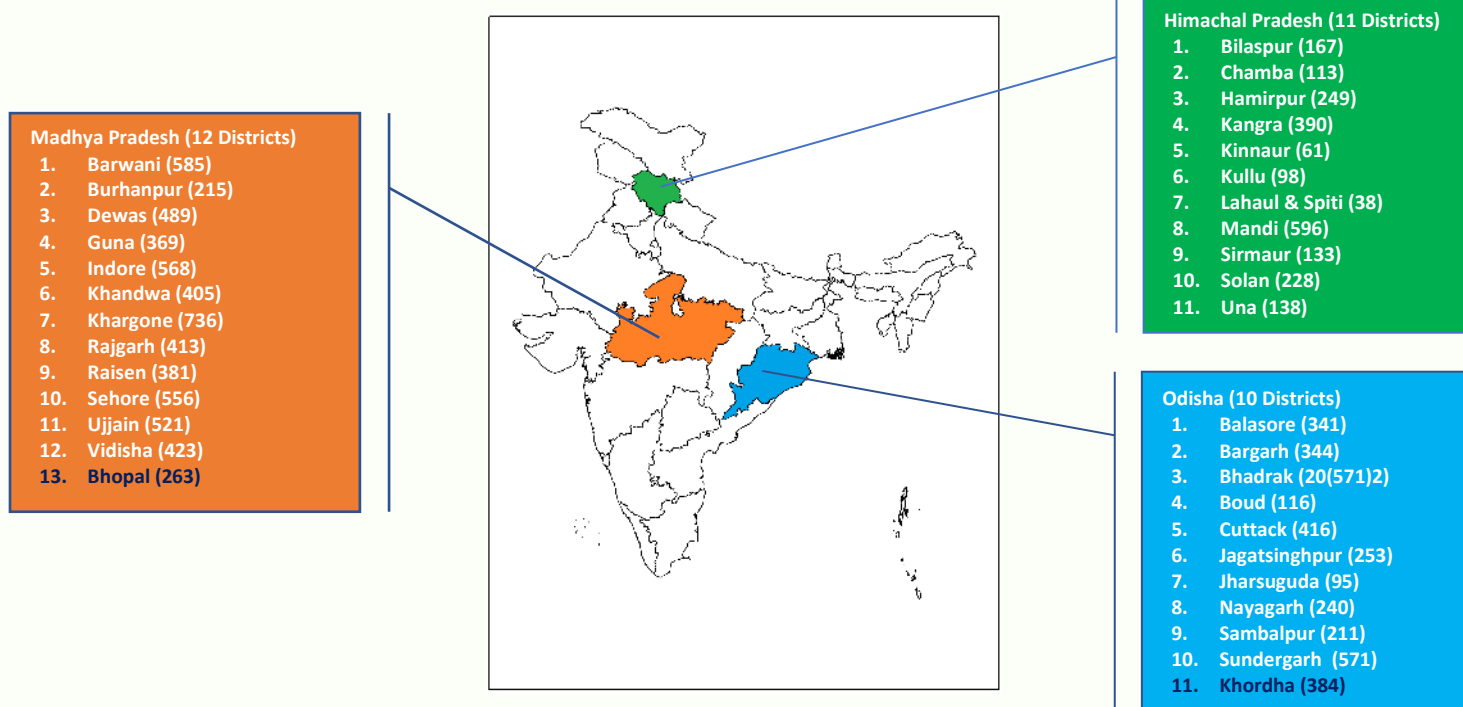 Madhya Pradesh (12 Districts)
1. Barwani (585)
2. Burhanpur (215)
3. Dewas (489)
4. Guna (369)
5. Indore (568)
6. Khandwa (405)
7. Khargone (736)
8. Rajgarh (413)
9. Raisen (381)
10. Sehore (556)
11. Ujjain (521)
12. Vidisha (423)
13. Bhopal (263)
Himachal Pradesh (11 Districts)
1. Bilaspur (167)
2. Chamba (113)
3. Hamirpur (249)
4. Kangra (390)
5. Kinnaur (61)
6. Kullu (98)
7. Lahaul & Spiti (38)
8. Mandi (596)
9. Sirmaur (133)
10. Solan (228)
11. Una (138)
Odisha (10 Districts)
1. Balasore (341)
2. Bargarh (344)
3. Bhadrak (20(571)2)
4. Boud (116)
5. Cuttack (416)
6. Jagatsinghpur (253)
7. Jharsuguda (95)
8. Nayagarh (240)
9. Sambalpur (211)
10. Sundergarh (571)
11. Khordha (384)